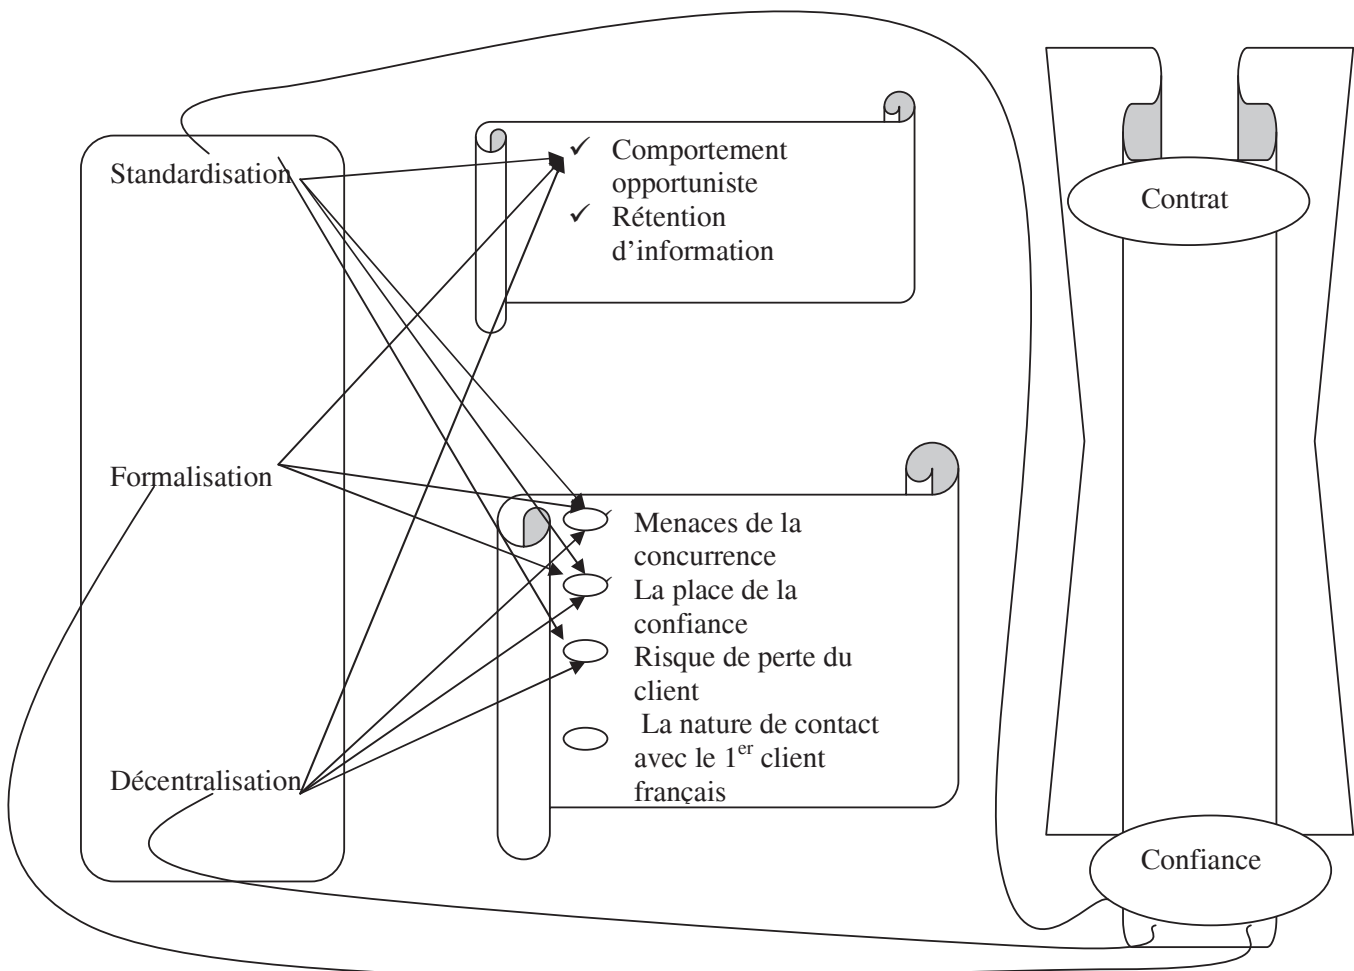 Standardisation
Formalisation
Décentralisation
✓ Comportement
opportuniste
✓ Rétention
d’information
Menaces de la
concurrence
La place de la
confiance
Risque de perte du
client
La nature de contact
avec le 1er client
français
Contrat
Confiance